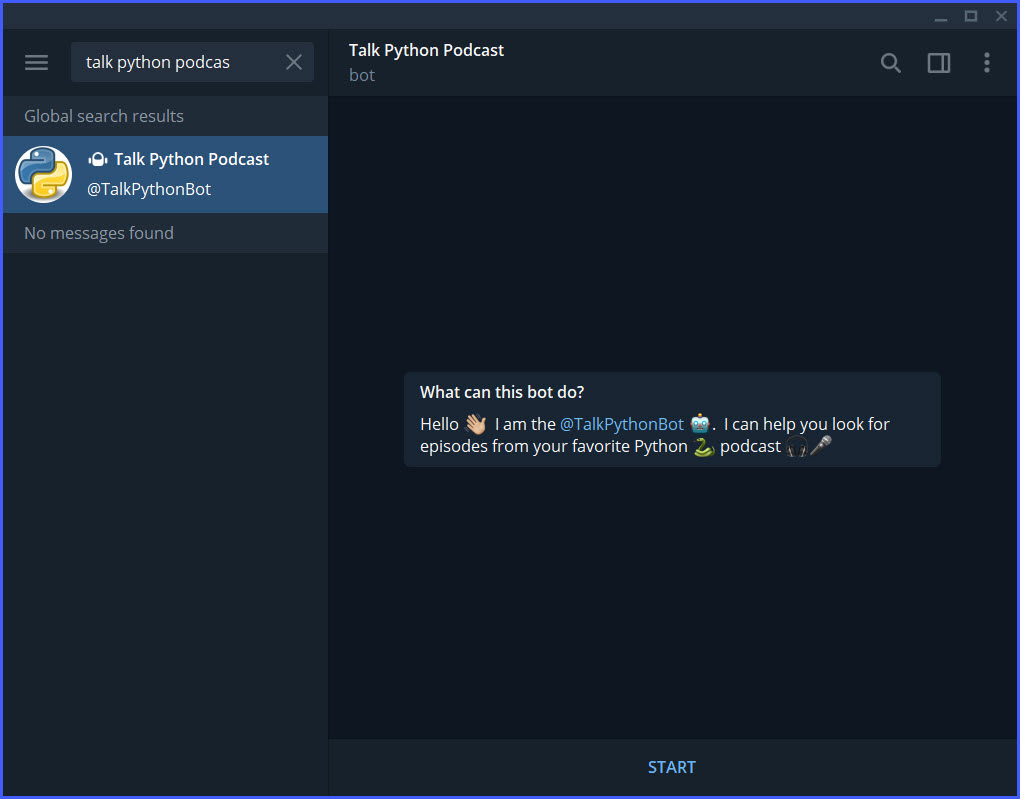 talk python podcas
Talk Python Podcast
bot
Global search results
Talk Python Podcast
@TalkPythonBot
No messages found
What can this bot do?
Hello 👋🏼 I am the @TalkPythonBot 🤖. I can help you look for
episodes from your favorite Python 🐍 podcast 🎧🎤
START